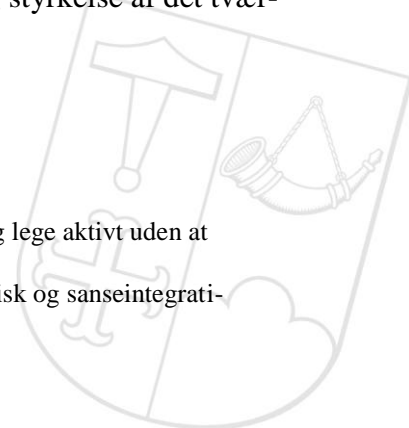 styrkelse af det tvær-
lege aktivt uden at
isk og sanseintegrati-